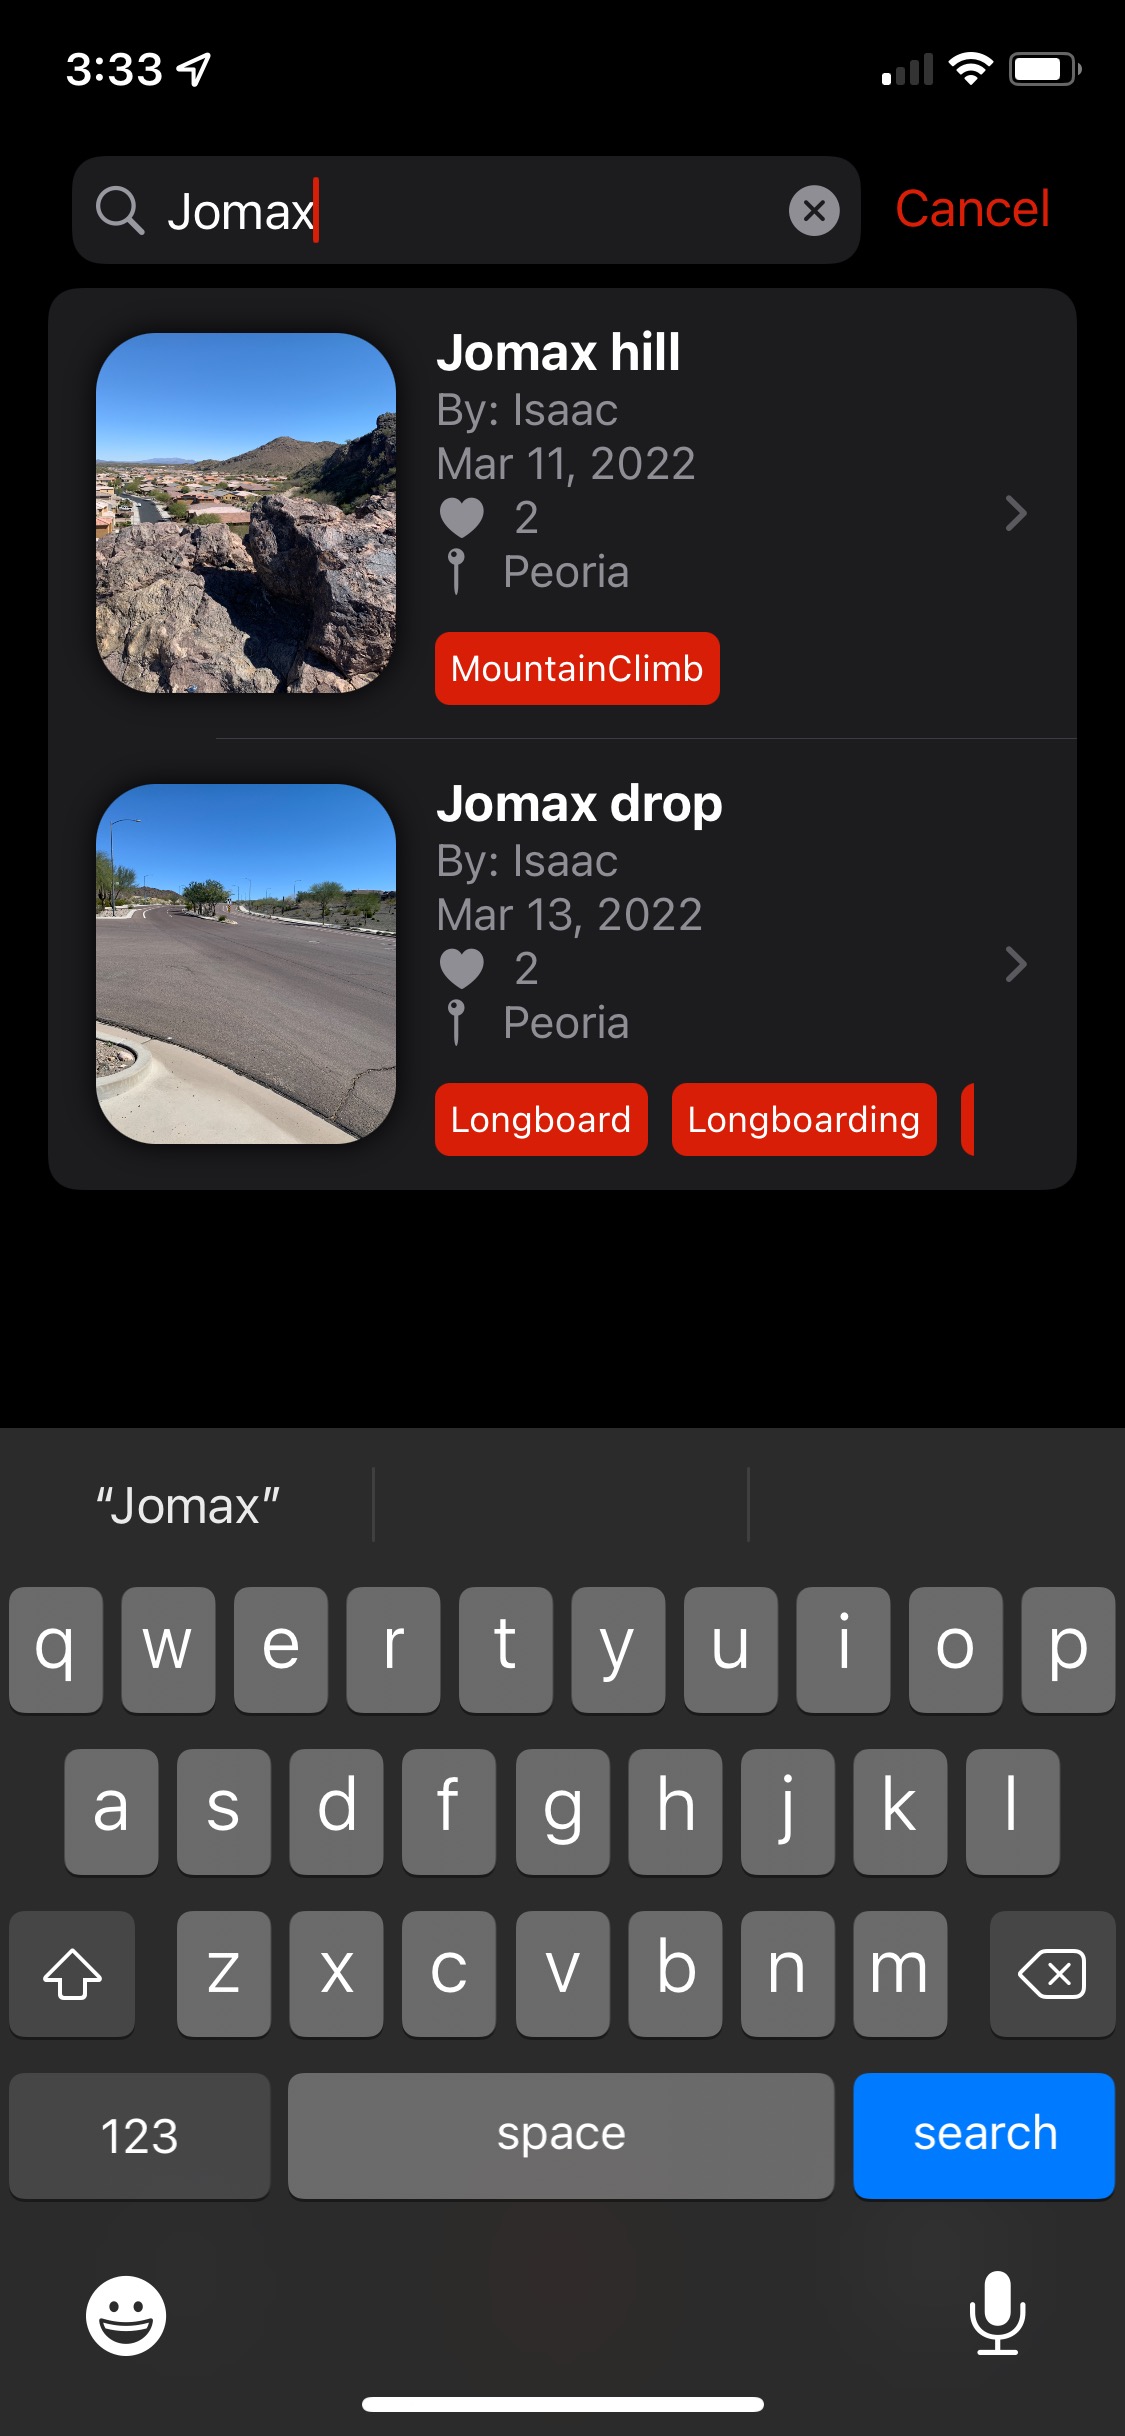 3:33
Jomax
Cancel
Jomax hill
By: Isaac
Mar 11, 2022
2
Peoria
MountainClimb
Jomax drop
By: Isaac
Mar 13, 2022
2
Peoria
Longboard Longboarding
“Jomax”
q w e r t y u i o p
a s d f g h j k l
z x c v b n m
123 space search